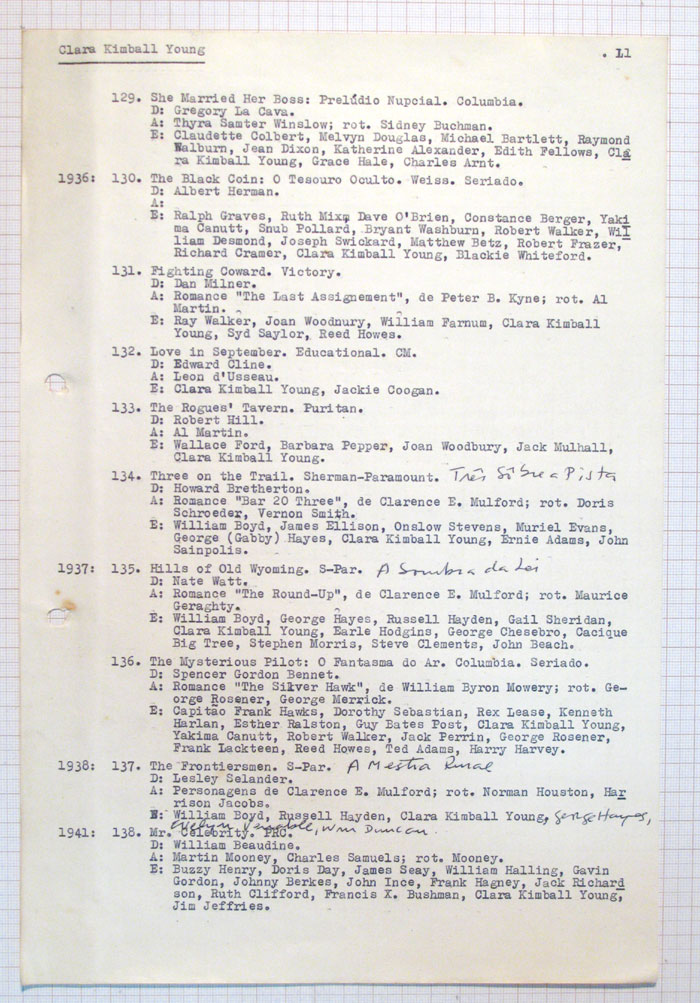 Clara Kimball Young . 11
129. She Married Her Boss: Prelúdio Nupcial. Columbia.
D: Gregory La Cava.
A: Thyra Samter Winslow; rot. Sidney Buchman.
E: Claudette Colbert, Melvyn Douglas, Michael Bartlett, Raymond
Walburn, Jean Dixon, Katherine Alexander, Edith Fellows, Cla
ra Kimball Young, Grace Hale, Charles Arnt.
1936: 130. The Black Coin: O Tesouro Oculto. Weiss. Seriado.
D: Albert Herman.
A:
E: Ralph Graves, Ruth Mix, Dave O'Brien, Constance Berger, Yaki
ma Canutt, Snub Pollard, Bryant Washburn, Robert Walker, Wil
liam Desmond, Joseph Swickard, Matthew Betz, Robert Frazer,
Richard Cramer, Clara Kimball Young, Blackie Whiteford.
131. Fighting Coward. Victory.
D: Dan Milner.
A: Romance "The Last Assignement", de Peter B. Kyne; rot. Al
Martin.
E: Ray Walker, Joan Woodnury, William Farnum, Clara Kimball
Young, Syd Saylor, Reed Howes.
132. Love in September. Educational. CM.
D: Edward Cline.
A: Leon d'Usseau.
E: Clara Kimball Young, Jackie Coogan.
133. The Rogues' Tavern. Puritan.
D: Robert Hill.
A: Al Martin.
E: Wallace Ford, Barbara Pepper, Joan Woodbury, Jack Mulhall,
Clara Kimball Young.
134. Three on the Trail. Sherman-Paramount. Três Sôbre a Pista
D: Howard Bretherton.
A: Romance "Bar 20 Three", de Clarence E. Mulford; rot. Doris
Schroeder, Vernon Smith.
E: William Boyd, James Ellison, Onslow Stevens, Muriel Evans,
George (Gabby) Hayes, Clara Kimball Young, Ernie Adams, John
Sainpolis.
1937: 135. Hills of Old Wyoming. S-Par. A Sombra da Lei
D: Nate Watt.
A: Romance "The Round-Up", de Clarence E. Mulford; rot. Maurice
Geraghty.
E: William Boyd, George Hayes, Russell Hayden, Gail Sheridan,
Clara Kimball Young, Earle Hodgins, George Chesebro, Cacique
Big Tree, Stephen Morris, Steve Clements, John Beach.
136. The Mysterious Pilot: O Fantasma do Ar. Columbia. Seriado.
D: Spencer Gordon Bennet.
A: Romance "The Silver Hawk", de William Byron Mowery; rot. Ge-
orge Rosener, George Merrick.
E: Capitão Frank Hawks, Dorothy Sebastian, Rex Lease, Kenneth
Harlan, Esther Ralston, Guy Bates Post, Clara Kimball Young,
Yakima Canutt, Robert Walker, Jack Perrin, George Rosener,
Frank Lackteen, Reed Howes, Ted Adams, Harry Harvey.
1938: 137. The Frontiersmen. S-Par. A Mestra Rural
D: Lesley Selander.
A: Personagens de Clarence E. Mulford; rot. Norman Houston, Har
rison Jacobs.
E: William Boyd, Russell Hayden, Clara Kimball Young, George Hayes,
Evelyn Venable, Wm Duncan.
1941: 138. Mr. Celebrity. PRC.
D: William Beaudine.
A: Martin Mooney, Charles Samuels; rot. Mooney.
E: Buzzy Henry, Doris Day, James Seay, William Halling, Gavin
Gordon, Johnny Berkes, John Ince, Frank Hagney, Jack Richard
son, Ruth Clifford, Francis X. Bushman, Clara Kimball Young,
Jim Jeffries.